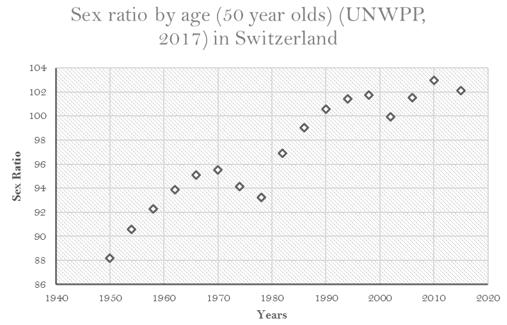 Sex ratio by age (50 year olds) (UNWPP,
2017) in Switzerland
104
102
100
98
96
94
92
90
88
86
Sex Ratio
1940 1950 1960 1970 1980 1990 2000 2010 2020
Years